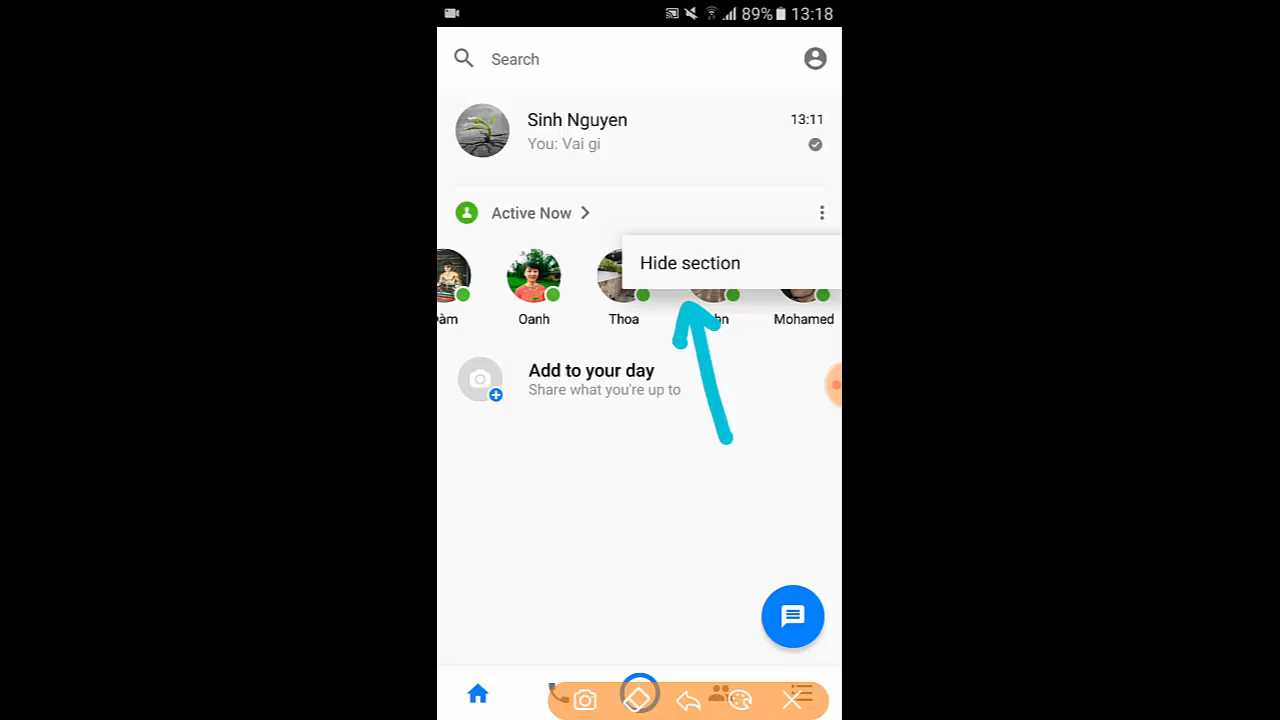 89% 13:18
Search
Sinh Nguyen 13:11
You: Vai gi
Active Now
Hide section
Oanh Thoa Mohamed
Add to your day
Share what you're up to